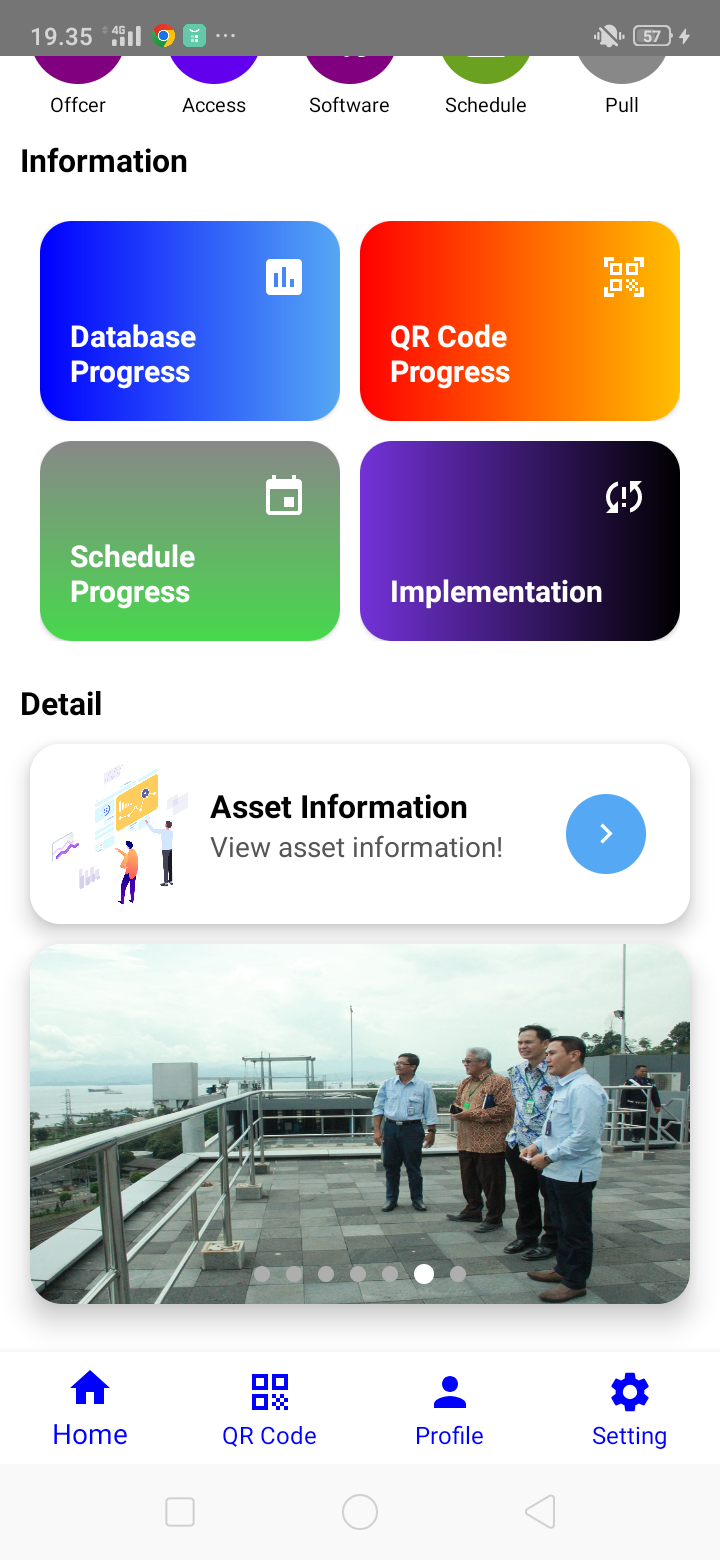 19.35 4G 57
Offcer Access Software Schedule Pull
Information
Database
Progress
QR Code
Progress
Schedule
Progress
Implementation
Detail
Asset Information
View asset information!
Home QR Code Profile Setting